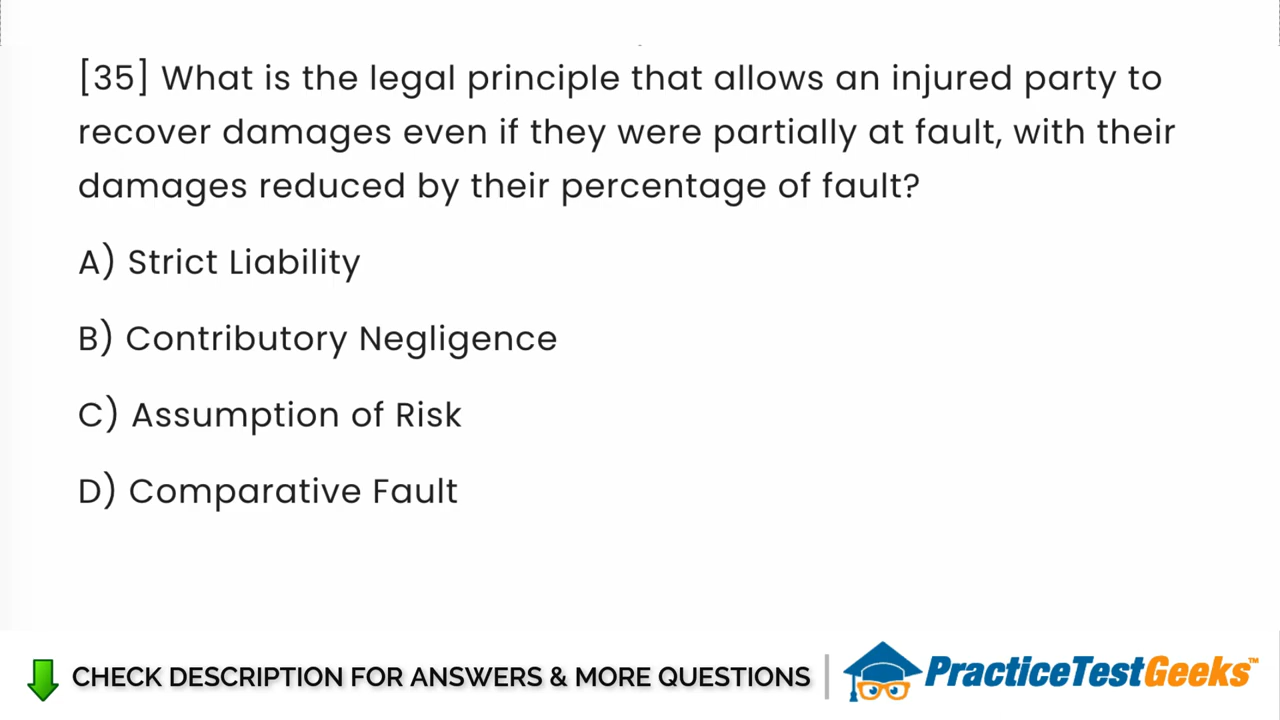 [35] What is the legal principle that allows an injured party to
recover damages even if they were partially at fault, with their
damages reduced by their percentage of fault?
A) Strict Liability
B) Contributory Negligence
C) Assumption of Risk
D) Comparative Fault
CHECK DESCRIPTION FOR ANSWERS & MORE QUESTIONS
PracticeTestGeeks™